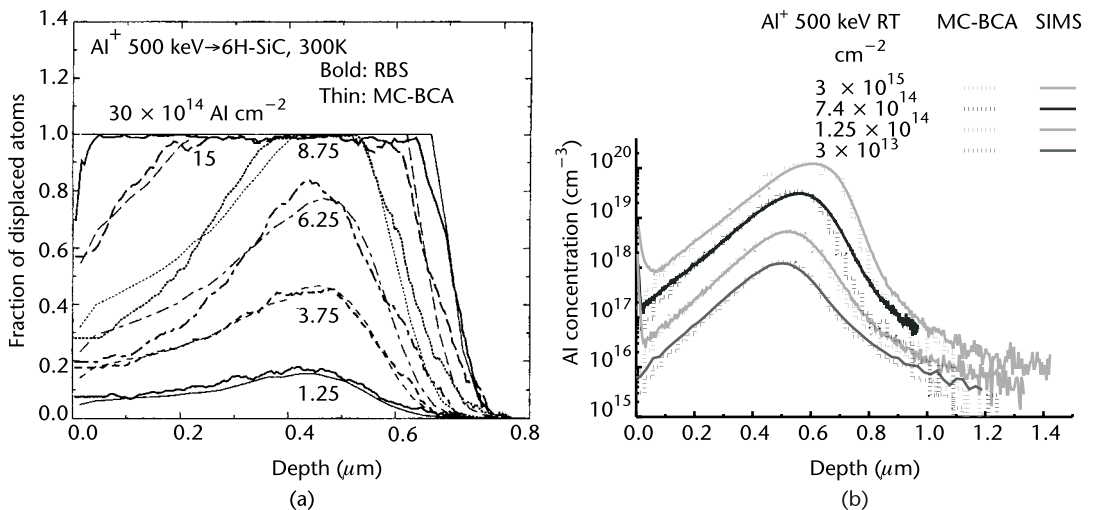 1.4
Al⁺ 500 keV→6H-SiC, 300K
1.2
Bold: RBS
Thin: MC-BCA
30 × 10¹⁴ Al cm⁻²
1.0
15
8.75
0.8
6.25
0.6
0.4
3.75
0.2
1.25
0.0
Fraction of displaced atoms
0.0 0.2 0.4 0.6 0.8
Depth (μm)
(a)
Al⁺ 500 keV RT MC-BCA SIMS
cm⁻²
3 × 10¹⁵
7.4 × 10¹⁴
1.25 × 10¹⁴
3 × 10¹³
10²⁰
10¹⁹
10¹⁸
10¹⁷
10¹⁶
10¹⁵
Al concentration (cm⁻³)
0.0 0.2 0.4 0.6 0.8 1.0 1.2 1.4
Depth (μm)
(b)